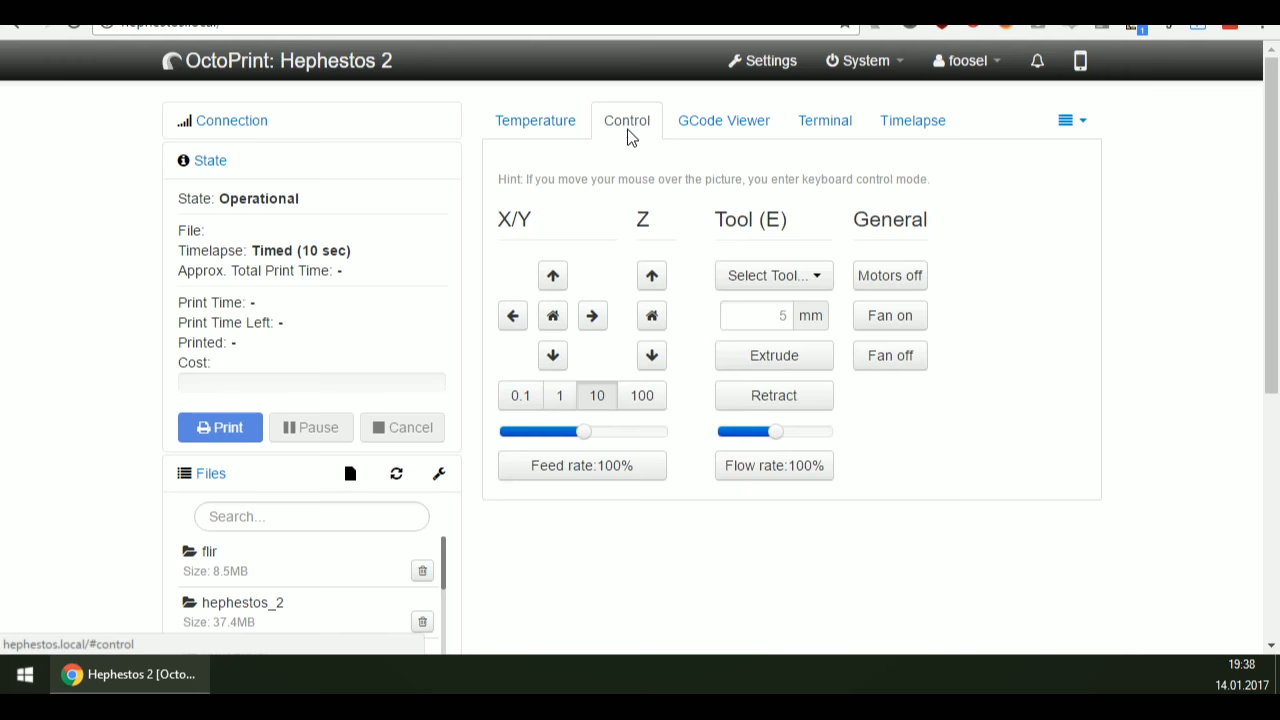 OctoPrint: Hephestos 2
Settings
System
foosel
Connection
State
State: Operational
File:
Timelapse: Timed (10 sec)
Approx. Total Print Time: -
Print Time: -
Print Time Left: -
Printed: -
Cost:
Print
Pause
Cancel
Files
Search...
flir
Size: 8.5MB
hephestos_2
Size: 37.4MB
Temperature
Control
GCode Viewer
Terminal
Timelapse
Hint: If you move your mouse over the picture, you enter keyboard control mode.
X/Y
Z
Tool (E)
General
Select Tool...
Motors off
5 mm
Fan on
Extrude
Fan off
0.1 1 10 100
Retract
Feed rate:100%
Flow rate:100%
hephestos.local/#control
Hephestos 2 [Octo...
19:38
14.01.2017